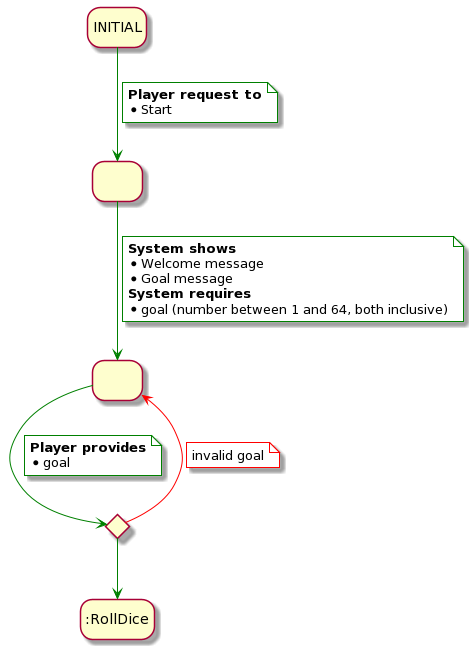 INITIAL
Player request to
• Start
System shows
• Welcome message
• Goal message
System requires
• goal (number between 1 and 64, both inclusive)
Player provides
• goal
invalid goal
:RollDice